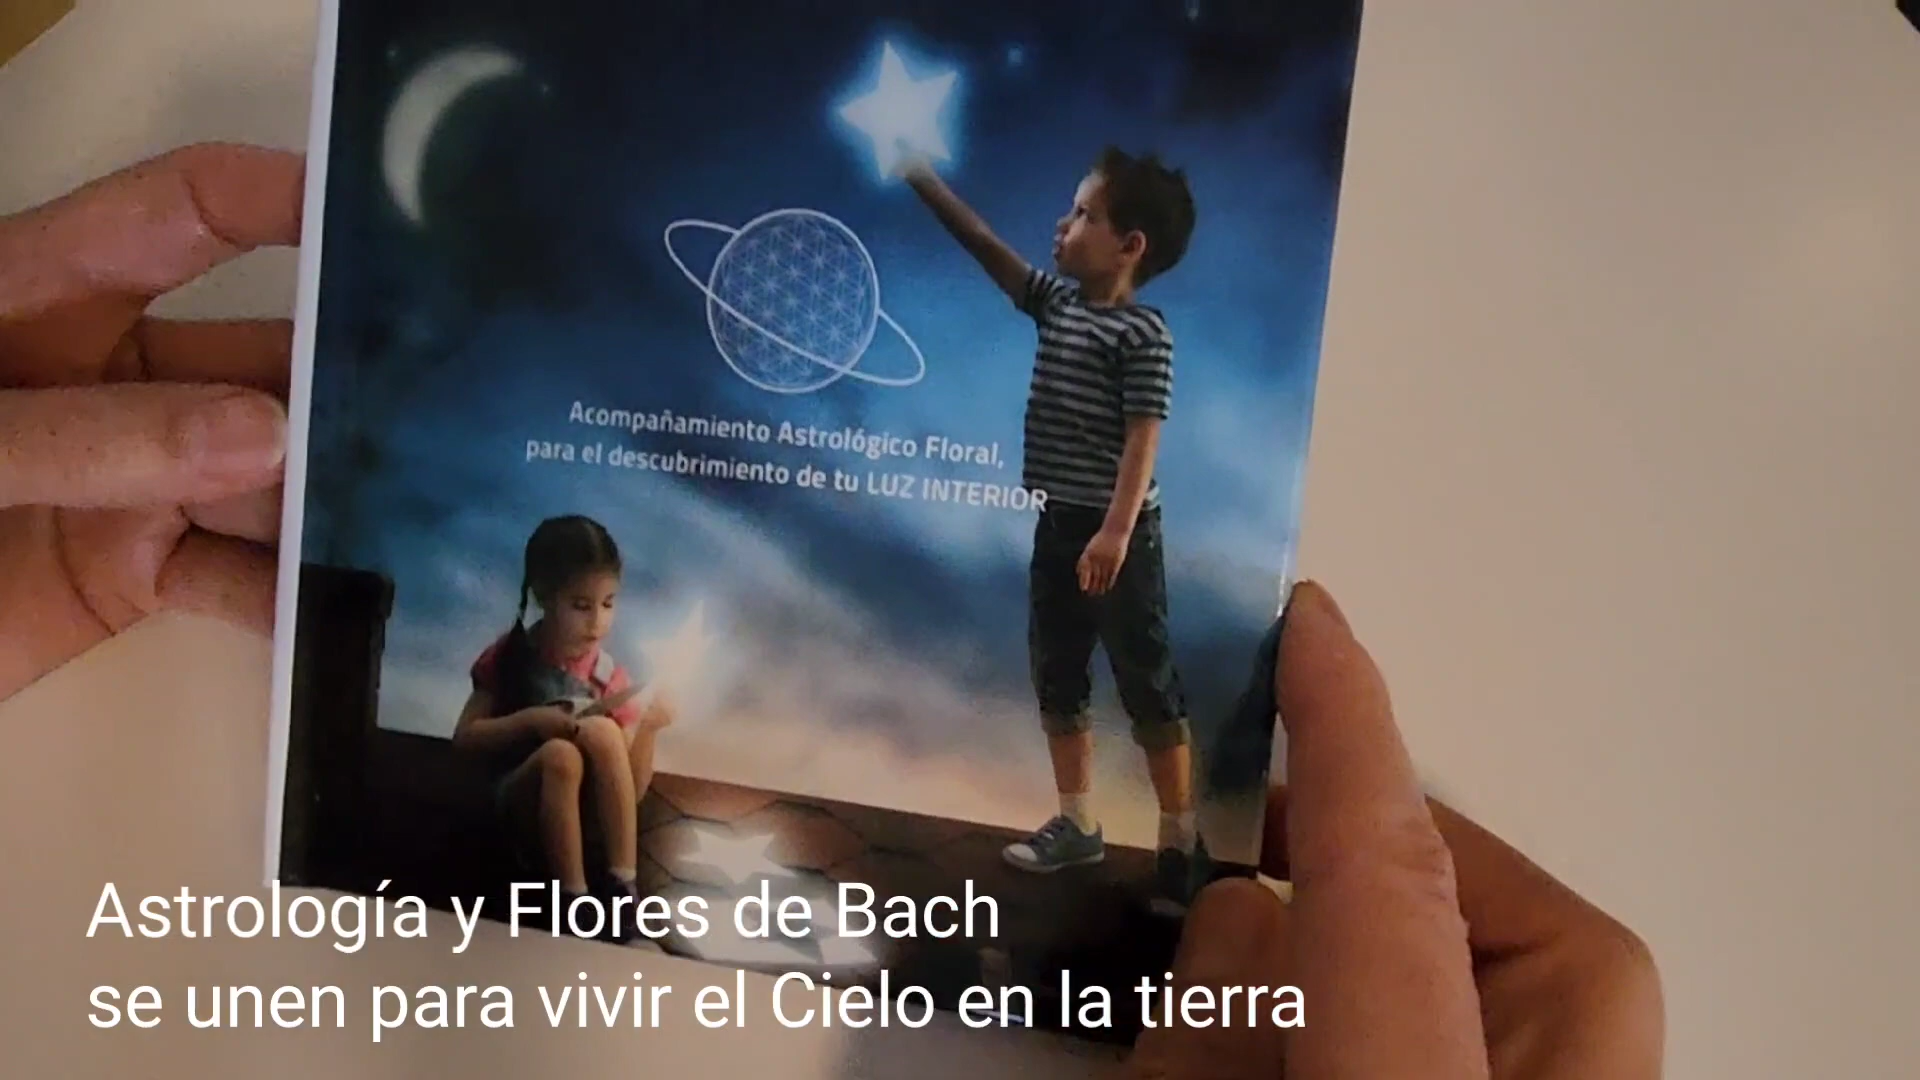 Acompañamiento Astrológico Floral,
para el descubrimiento de tu LUZ INTERIOR
Astrología y Flores de Bach
se unen para vivir el Cielo en la tierra